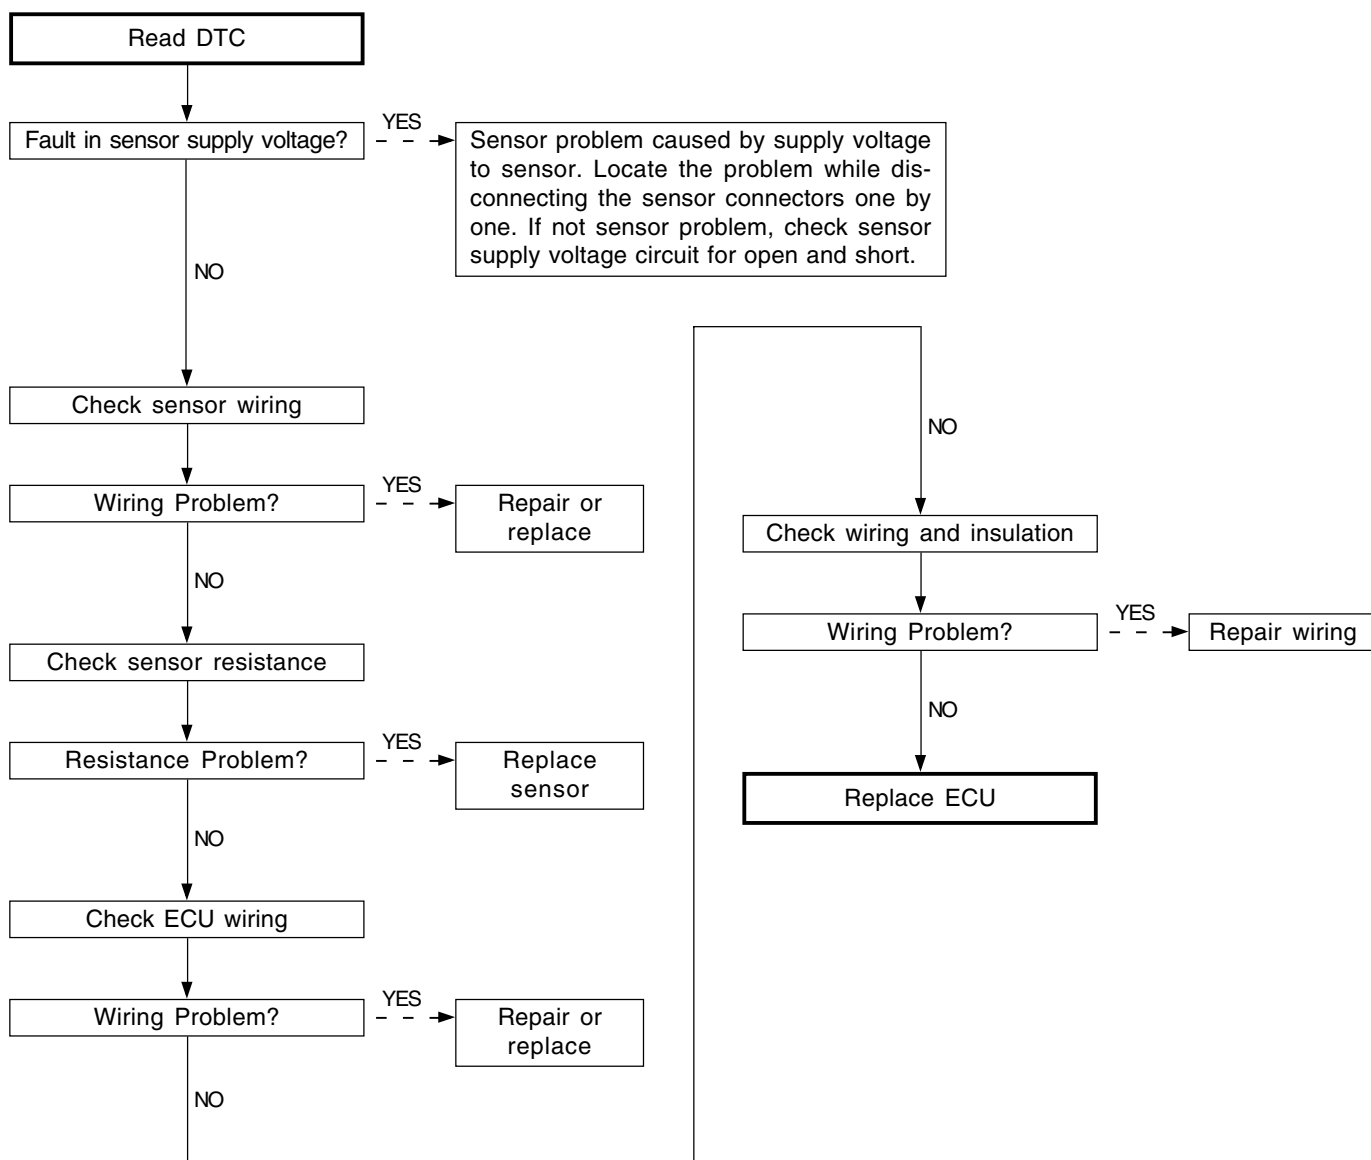 Read DTC
Fault in sensor supply voltage?
YES
Sensor problem caused by supply voltage
to sensor. Locate the problem while dis-
connecting the sensor connectors one by
one. If not sensor problem, check sensor
supply voltage circuit for open and short.
NO
Check sensor wiring
Wiring Problem?
YES
Repair or
replace
NO
Check sensor resistance
Resistance Problem?
YES
Replace
sensor
NO
Check ECU wiring
Wiring Problem?
YES
Repair or
replace
NO
NO
Check wiring and insulation
Wiring Problem?
YES
Repair wiring
NO
Replace ECU